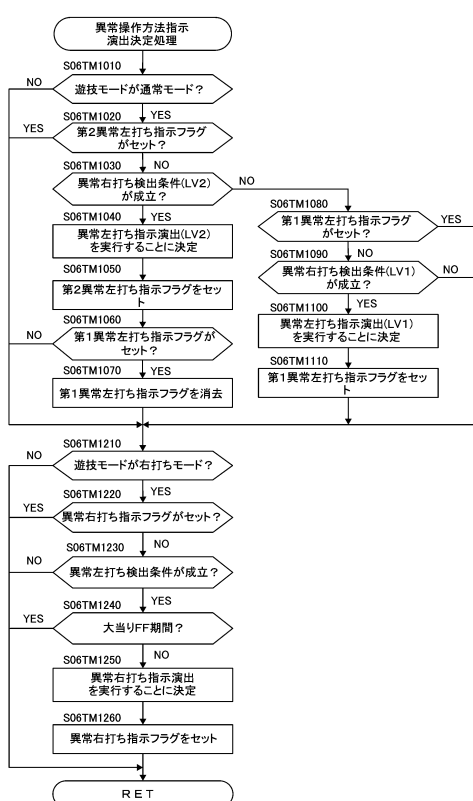 異常操作方法指示
演出決定処理
S06TM1010
NO
遊技モードが通常モード？
YES
S06TM1020
YES
第2異常左打ち指示フラグ
がセット？
NO
S06TM1030
異常右打ち検出条件(LV2)
が成立？
NO
YES
S06TM1040
異常左打ち指示演出(LV2)
を実行することに決定
S06TM1050
第2異常左打ち指示フラグをセッ
ト
S06TM1060
NO
第1異常左打ち指示フラグが
セット？
YES
S06TM1070
第1異常左打ち指示フラグを消去
S06TM1080
第1異常左打ち指示フラグ
がセット？
YES
NO
S06TM1090
異常右打ち検出条件(LV1)
が成立？
NO
YES
S06TM1100
異常左打ち指示演出(LV1)
を実行することに決定
S06TM1110
第1異常左打ち指示フラグをセッ
ト
S06TM1210
NO
遊技モードが右打ちモード？
YES
S06TM1220
YES
異常右打ち指示フラグがセット？
NO
S06TM1230
NO
異常左打ち検出条件が成立？
YES
S06TM1240
YES
大当りFF期間？
NO
S06TM1250
異常右打ち指示演出
を実行することに決定
S06TM1260
異常右打ち指示フラグをセット
RET